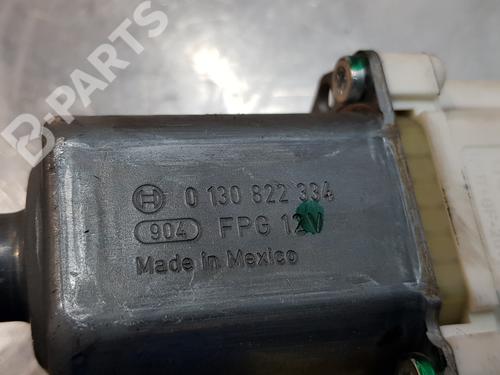 B-PARTS
0 130 822 334
904 FPG 12V
Made in Mexico